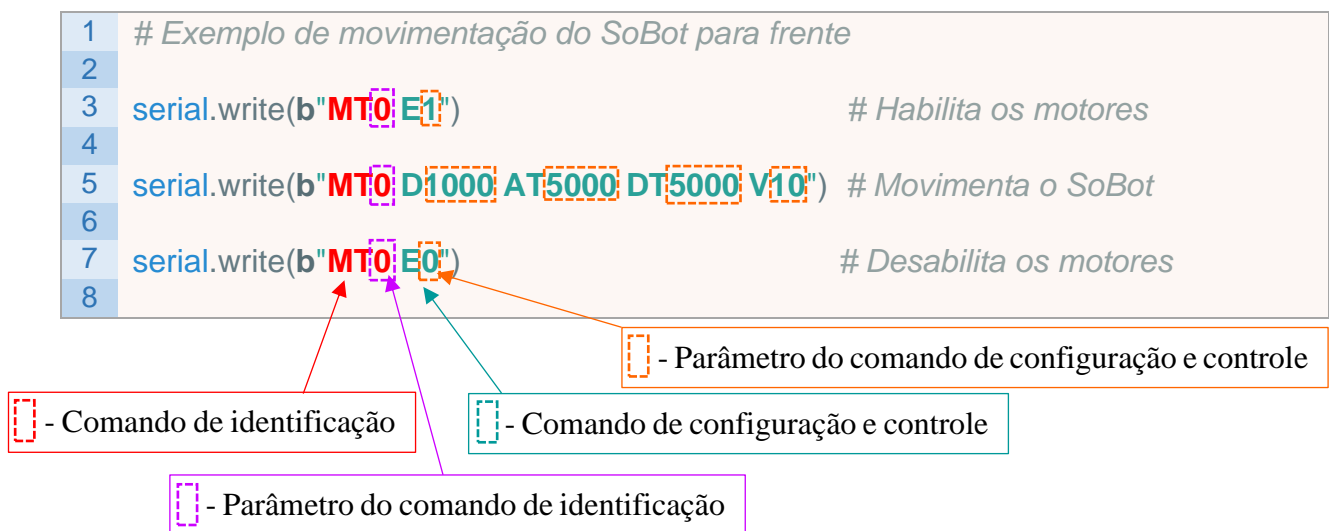 1 # Exemplo de movimentação do SoBot para frente
2
3 serial.write(b"MT0 E1") # Habilita os motores
4
5 serial.write(b"MT0 D1000 AT5000 DT5000 V10") # Movimenta o SoBot
6
7 serial.write(b"MT0 E0") # Desabilita os motores
8
- Parâmetro do comando de configuração e controle
- Comando de identificação
- Comando de configuração e controle
- Parâmetro do comando de identificação